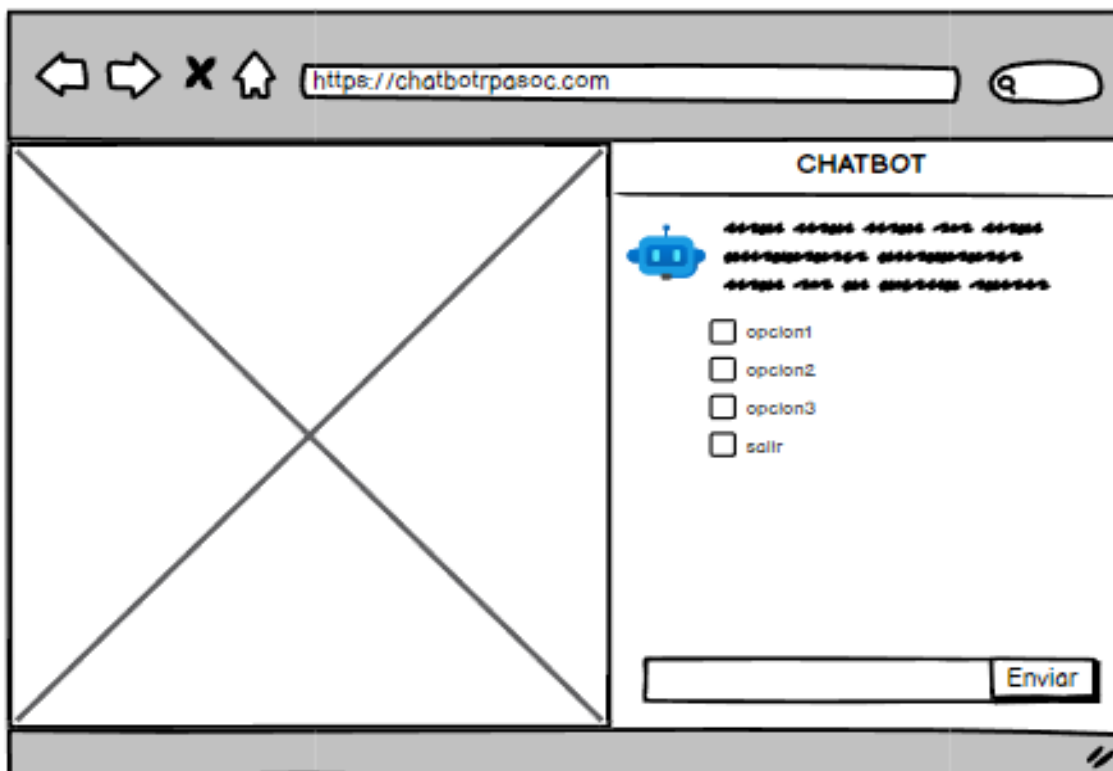 https://chatbotrpasoc.com
CHATBOT
opcion1
opcion2
opcion3
salir
Enviar